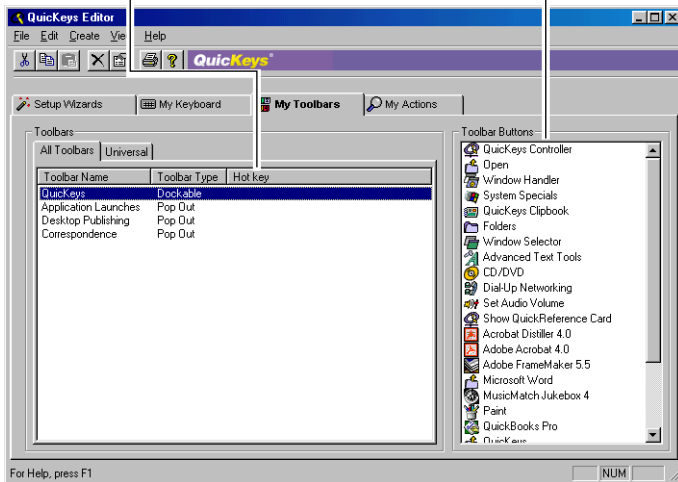 QuicKeys Editor
File Edit Create Vie Help
QuicKeys
Setup Wizards My Keyboard My Toolbars My Actions
Toolbars
All Toolbars Universal
Toolbar Name Toolbar Type Hot key
QuicKeys Dockable
Application Launches Pop Out
Desktop Publishing Pop Out
Correspondence Pop Out
Toolbar Buttons
QuicKeys Controller
Open
Window Handler
System Specials
QuicKeys Clipbook
Folders
Window Selector
Advanced Text Tools
CD/DVD
Dial-Up Networking
Set Audio Volume
Show QuickReference Card
Acrobat Distiller 4.0
Adobe Acrobat 4.0
Adobe FrameMaker 5.5
Microsoft Word
MusicMatch Jukebox 4
Paint
QuickBooks Pro
QuicKeys
For Help, press F1 NUM